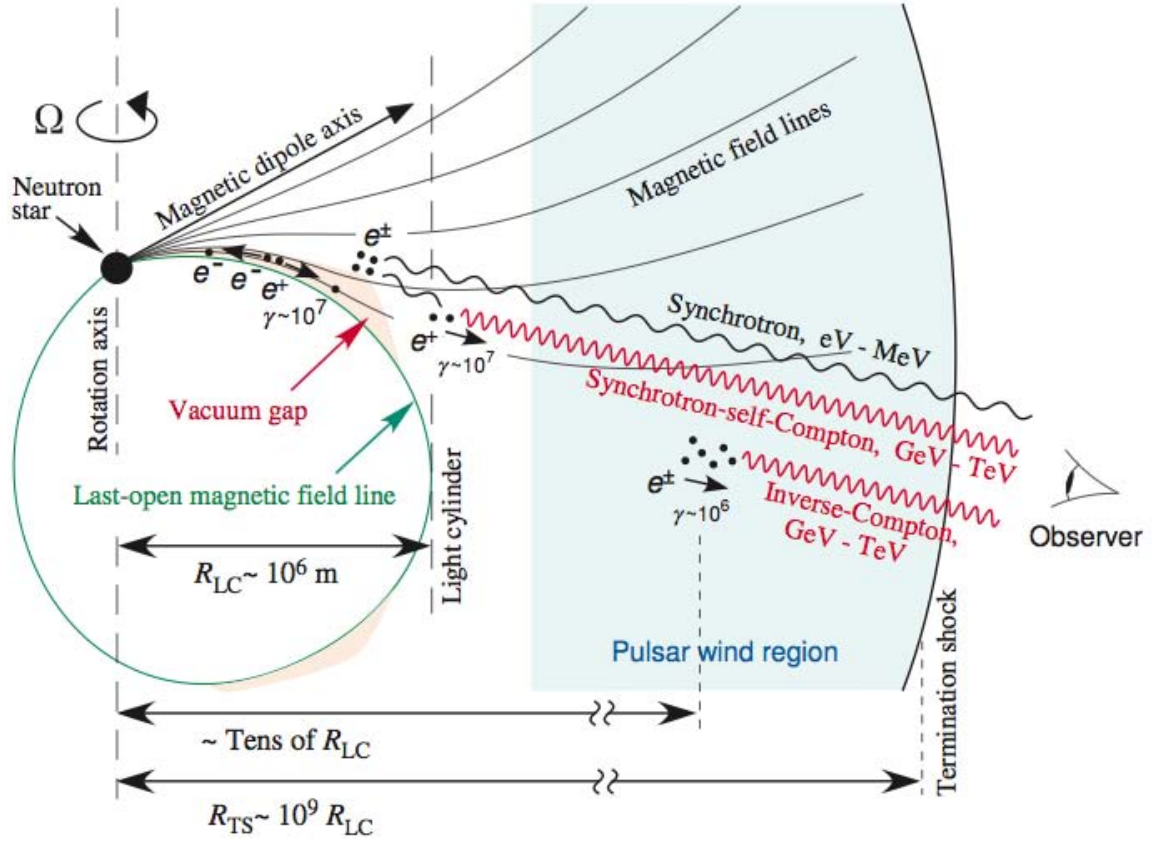 Ω
Magnetic dipole axis
Neutron
star
Magnetic field lines
e±
e⁻ e⁻ e⁺
γ~10⁷
e⁺
γ~10⁷
Synchrotron, eV - MeV
Synchrotron-self-Compton, GeV - TeV
Rotation axis
Vacuum gap
Last-open magnetic field line
Light cylinder
e±
γ~10⁶
Inverse-Compton,
GeV - TeV
Observer
R_LC~ 10⁶ m
Pulsar wind region
Termination shock
~ Tens of R_LC
R_TS~ 10⁹ R_LC